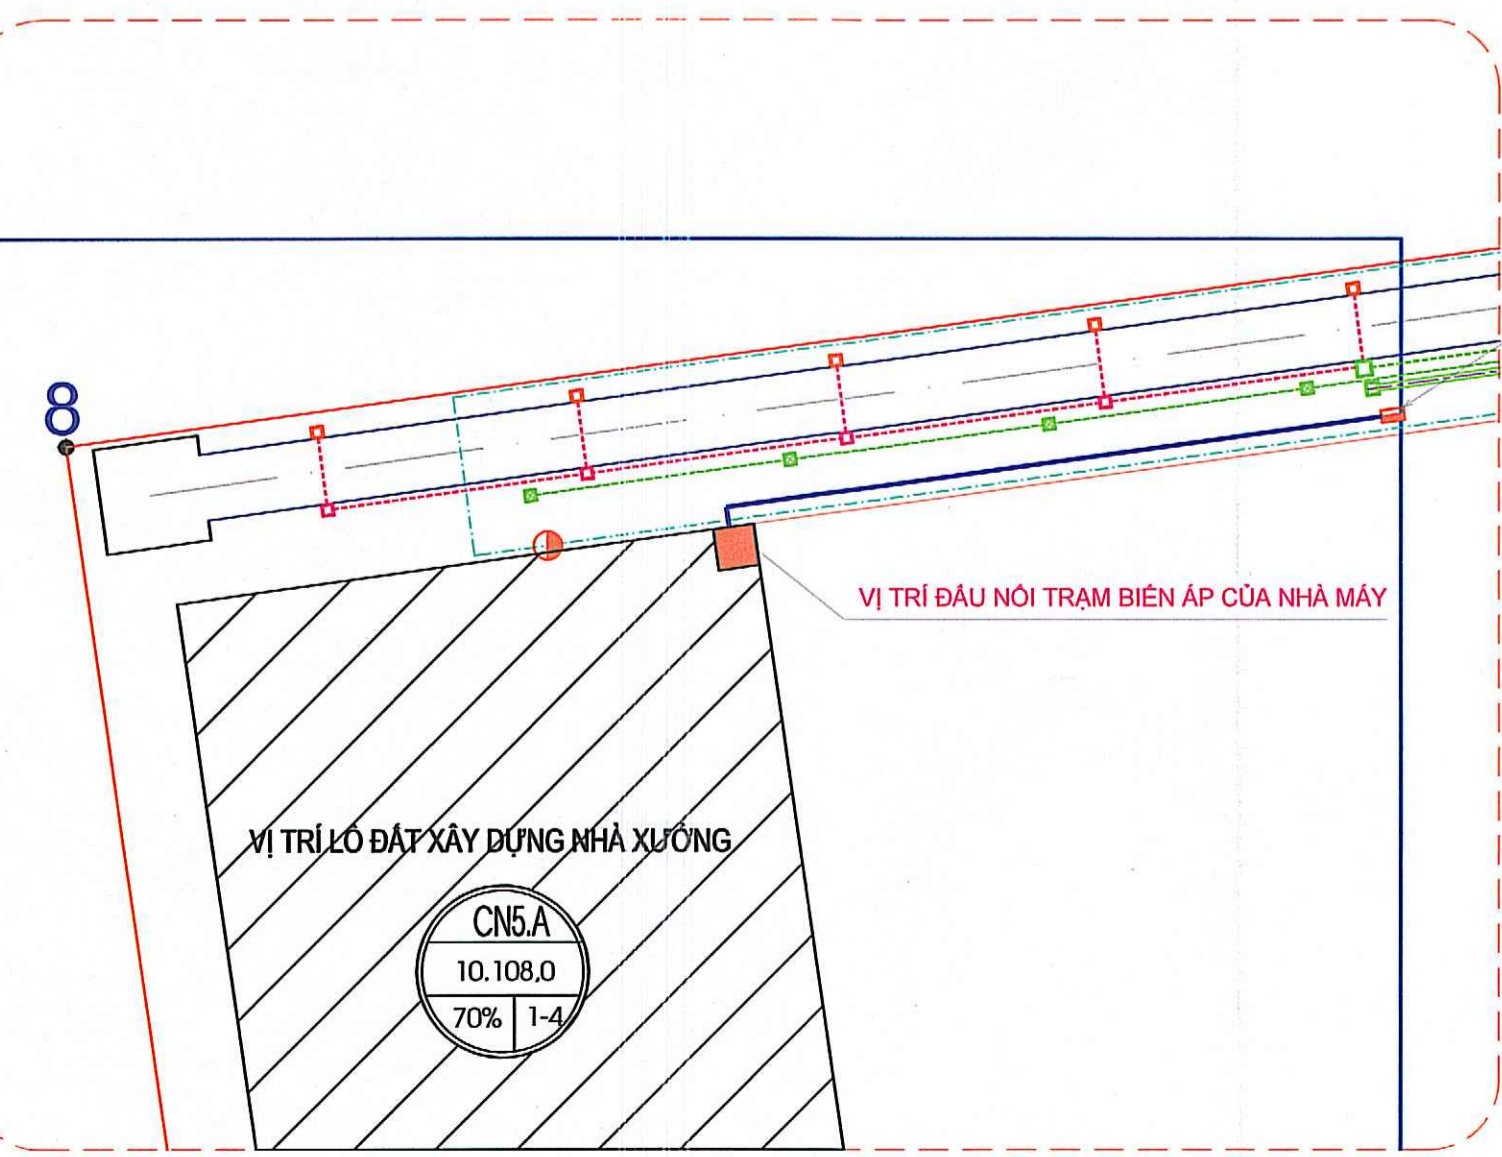 8
VỊ TRÍ ĐẤU NỐI TRẠM BIẾN ÁP CỦA NHÀ MÁY
VỊ TRÍ LÔ ĐẤT XÂY DỰNG NHÀ XƯỞNG
CN5.A
10.108,0
70% 1-4